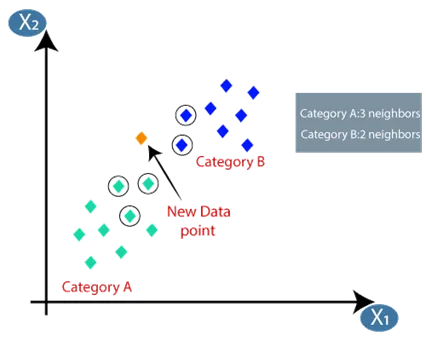 X₂
Category A:3 neighbors
Category B:2 neighbors
Category B
New Data
point
Category A
X₁